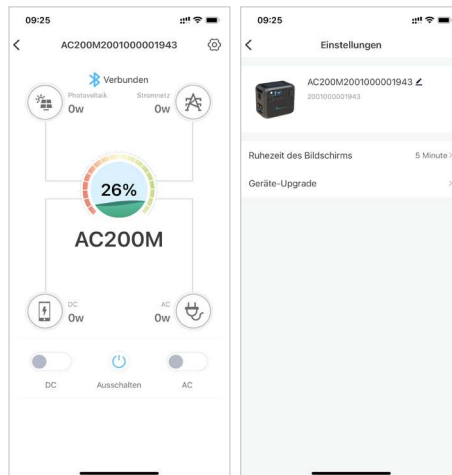 09:25
AC200M2001000001943
Verbunden
Photovoltaik
0w
Stromnetz
0w
26%
AC200M
DC
0w
AC
0w
DC
Ausschalten
AC
09:25
Einstellungen
AC200M2001000001943
2001000001943
Ruhezeit des Bildschirms
5 Minute
Geräte-Upgrade